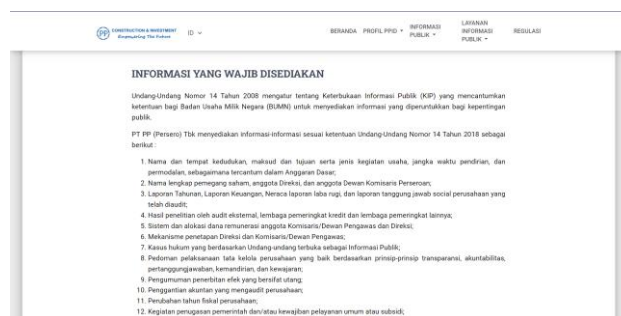 PP CONSTRUCTION & INVESTMENT
Empowering The Future
ID
BERANDA
PROFIL PPID
INFORMASI
PUBLIK
LAYANAN
INFORMASI
PUBLIK
REGULASI
INFORMASI YANG WAJIB DISEDIAKAN
Undang-Undang Nomor 14 Tahun 2008 mengatur tentang Keterbukaan Informasi Publik (KIP) yang mencantumkan
ketentuan bagi Badan Usaha Milik Negara (BUMN) untuk menyediakan informasi yang diperuntukkan bagi kepentingan
publik.
PT PP (Persero) Tbk menyediakan informasi-informasi sesuai ketentuan Undang-Undang Nomor 14 Tahun 2018 sebagai
berikut :
1. Nama dan tempat kedudukan, maksud dan tujuan serta jenis kegiatan usaha, jangka waktu pendirian, dan
permodalan, sebagaimana tercantum dalam Anggaran Dasar;
2. Nama lengkap pemegang saham, anggota Direksi, dan anggota Dewan Komisaris Perseroan;
3. Laporan Tahunan, Laporan Keuangan, Neraca laporan laba rugi, dan laporan tanggung jawab social perusahaan yang
telah diaudit;
4. Hasil penelitian oleh audit eksternal, lembaga pemeringkat kredit dan lembaga pemeringkat lainnya;
5. Sistem dan alokasi dana remunerasi anggota Komisaris/Dewan Pengawas dan Direksi;
6. Mekanisme penetapan Direksi dan Komisaris/Dewan Pengawas;
7. Kasus hukum yang berdasarkan Undang-undang terbuka sebagai Informasi Publik;
8. Pedoman pelaksanaan tata kelola perusahaan yang baik berdasarkan prinsip-prinsip transparansi, akuntabilitas,
pertanggungjawaban, kemandirian, dan kewajaran;
9. Pengumuman penerbitan efek yang bersifat utang;
10. Penggantian akuntan yang mengaudit perusahaan;
11. Perubahan tahun fiskal perusahaan;
12. Kegiatan penugasan pemerintah dan/atau kewajiban pelayanan umum atau subsidi;